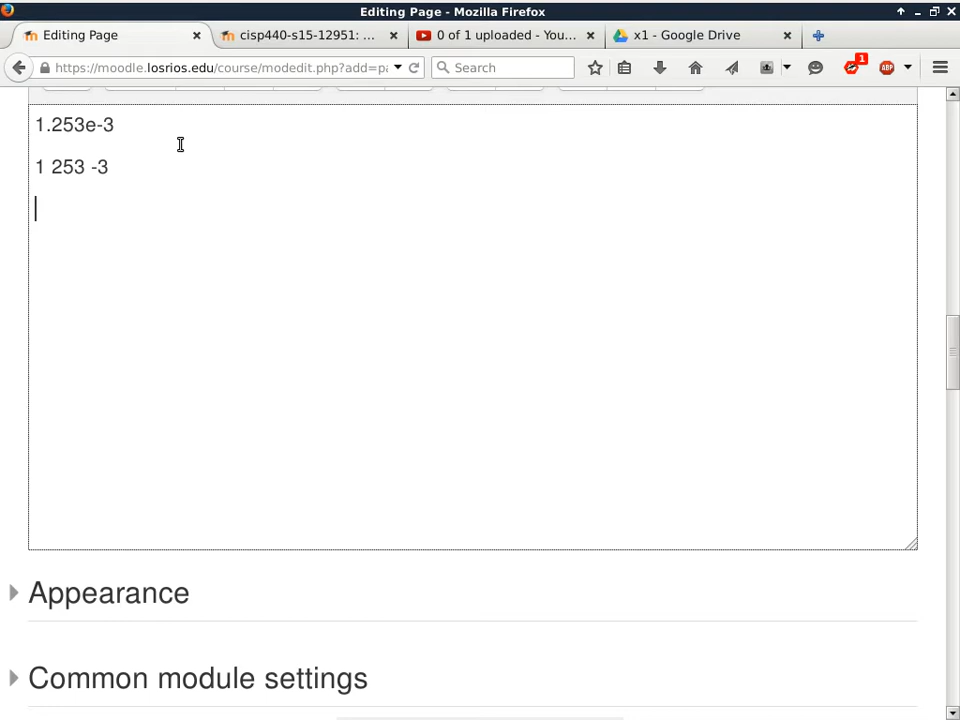 Editing Page - Mozilla Firefox
Editing Page
cisp440-s15-12951: ...
0 of 1 uploaded - You...
x1 - Google Drive
https://moodle.losrios.edu/course/modedit.php?add=pa
Search
1
ABP
1.253e-3
1 253 -3
Appearance
Common module settings